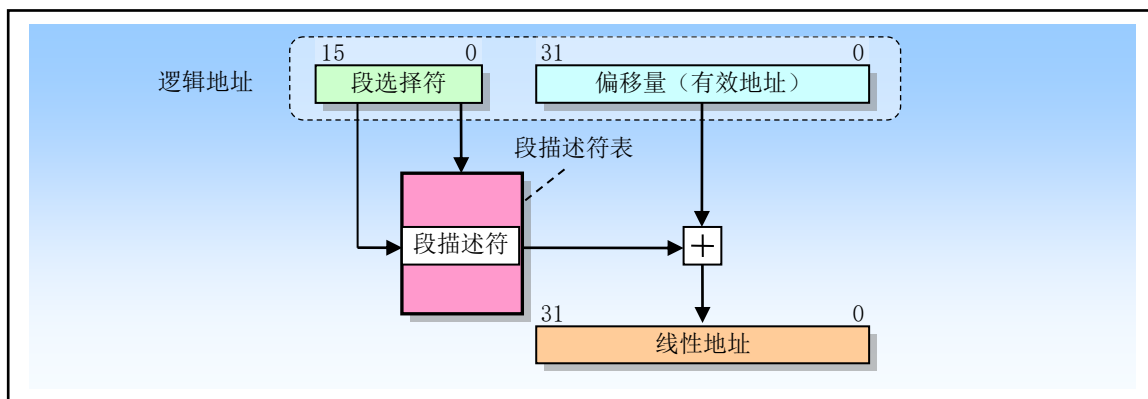 15 0 31 0
逻辑地址 段选择符 偏移量（有效地址）
段描述符表
段描述符 +
31 0
线性地址